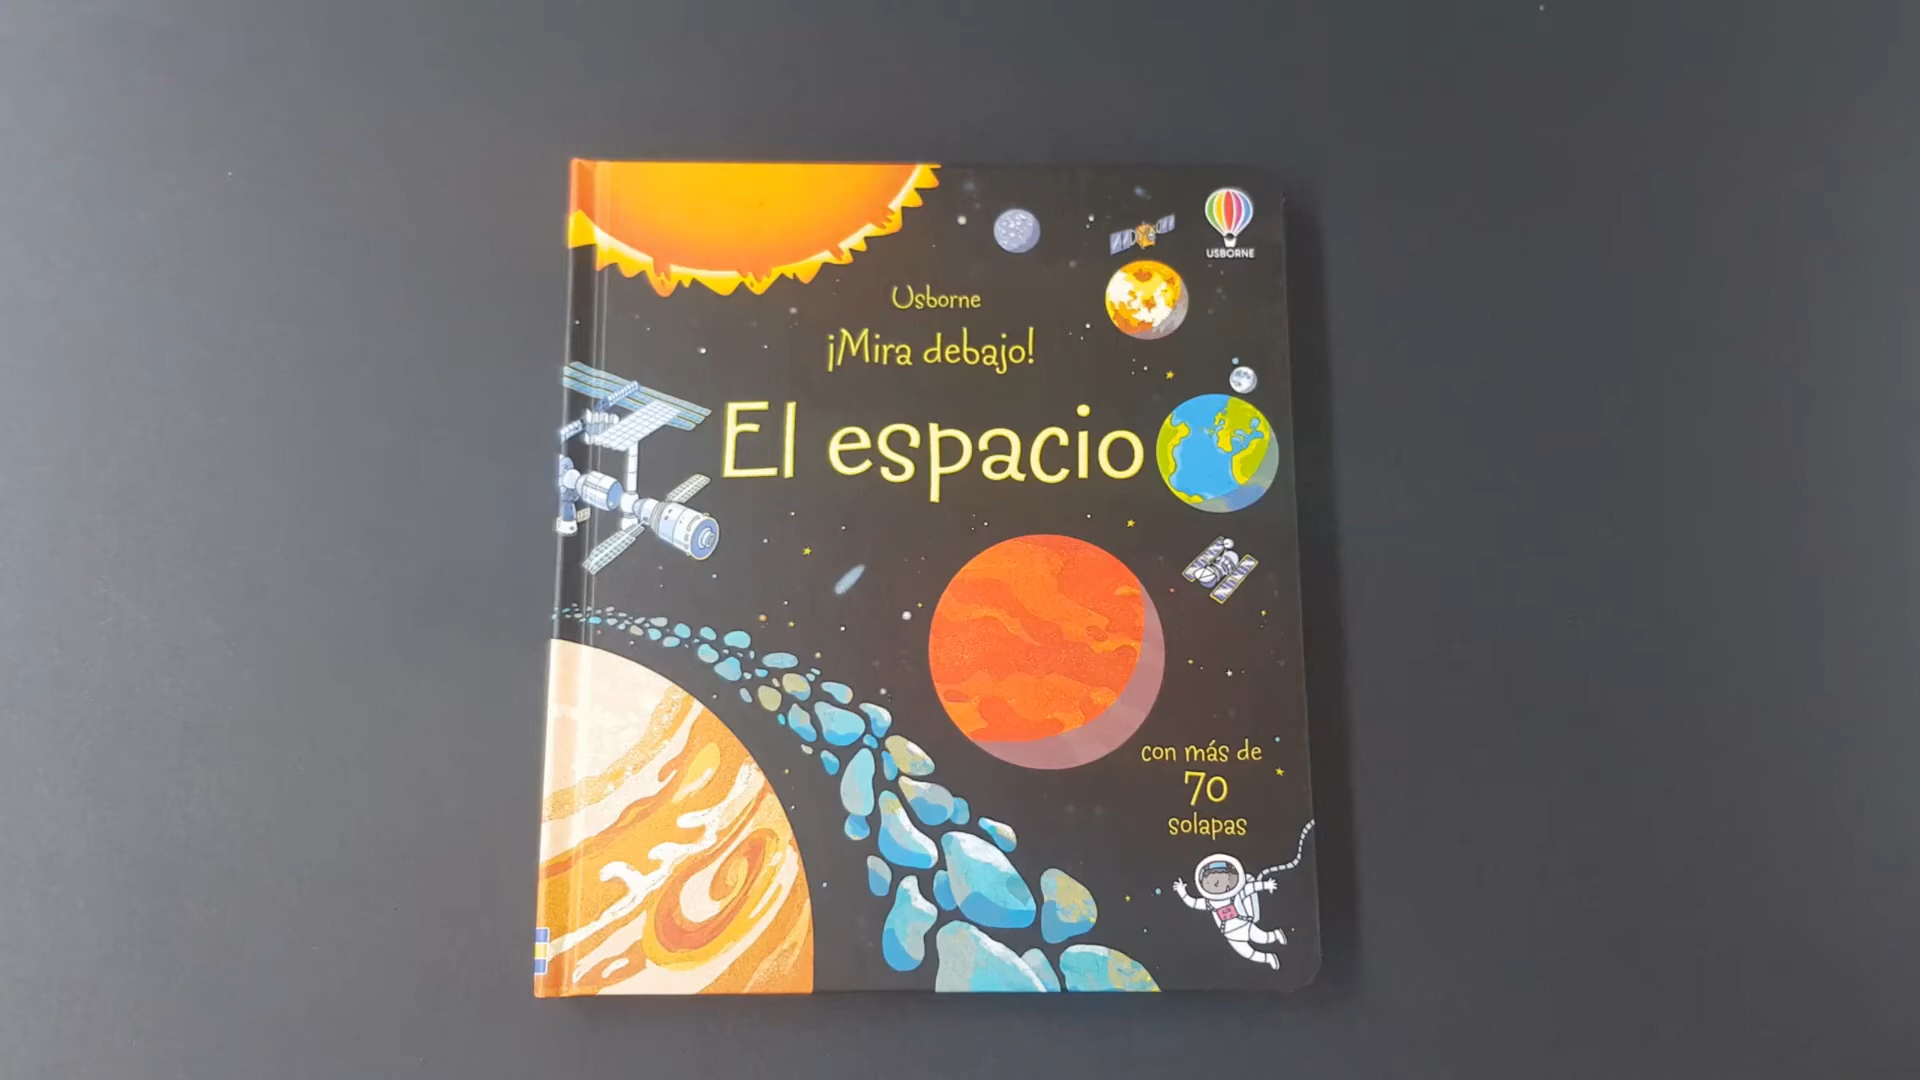 USBORNE
Usborne
¡Mira debajo!
El espacio
con más de
70
solapas